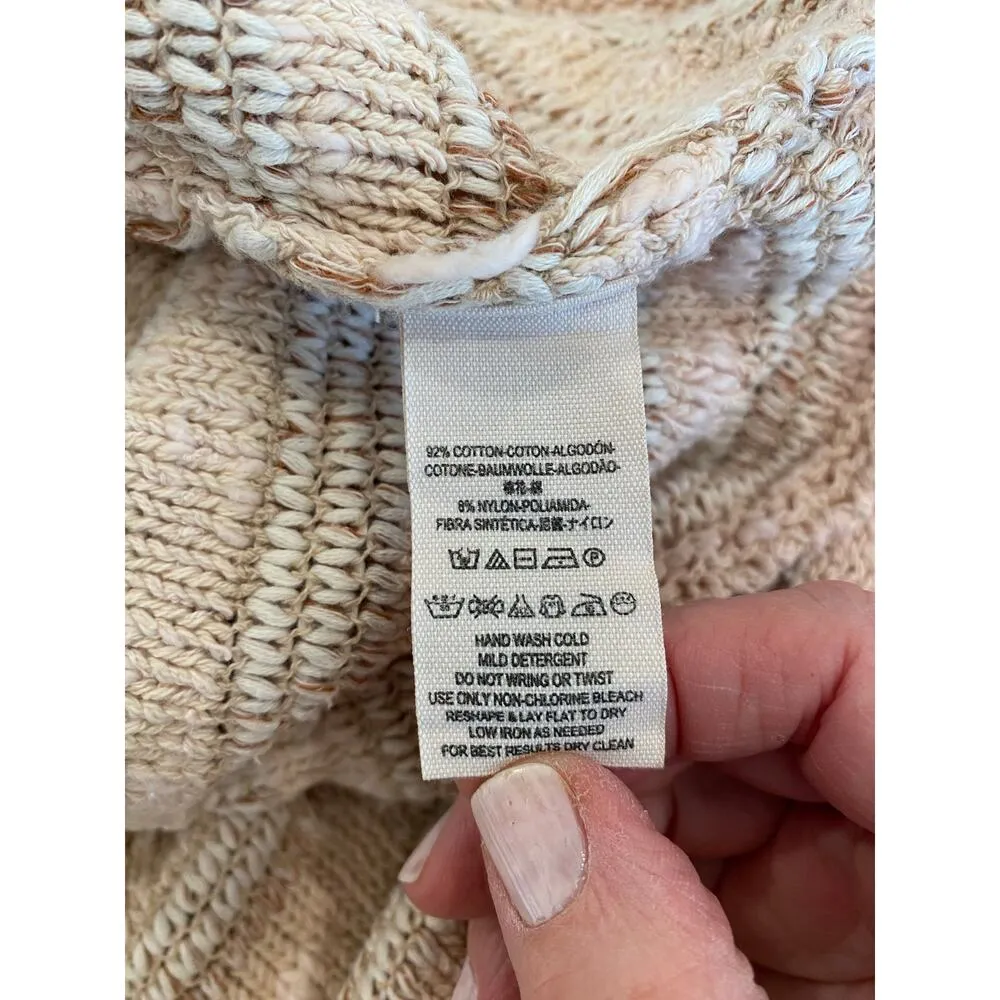 92% COTTON-COTON-ALGODÓN-
COTONE-BAUMWOLLE-ALGODÃO-
棉花-綿
8% NYLON-POLIAMIDA-
FIBRA SINTÉTICA-尼龍-ナイロン
HAND WASH COLD
MILD DETERGENT
DO NOT WRING OR TWIST
USE ONLY NON-CHLORINE BLEACH
RESHAPE & LAY FLAT TO DRY
LOW IRON AS NEEDED
FOR BEST RESULTS DRY CLEAN